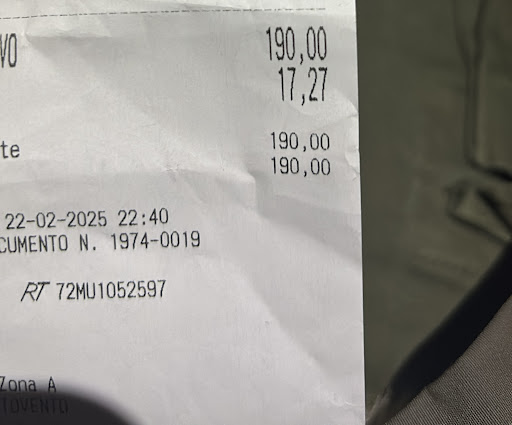 VO 190,00
17,27
te 190,00
190,00
22-02-2025 22:40
CUMENTO N. 1974-0019
RT 72MU1052597
Zona A
TOVENTO